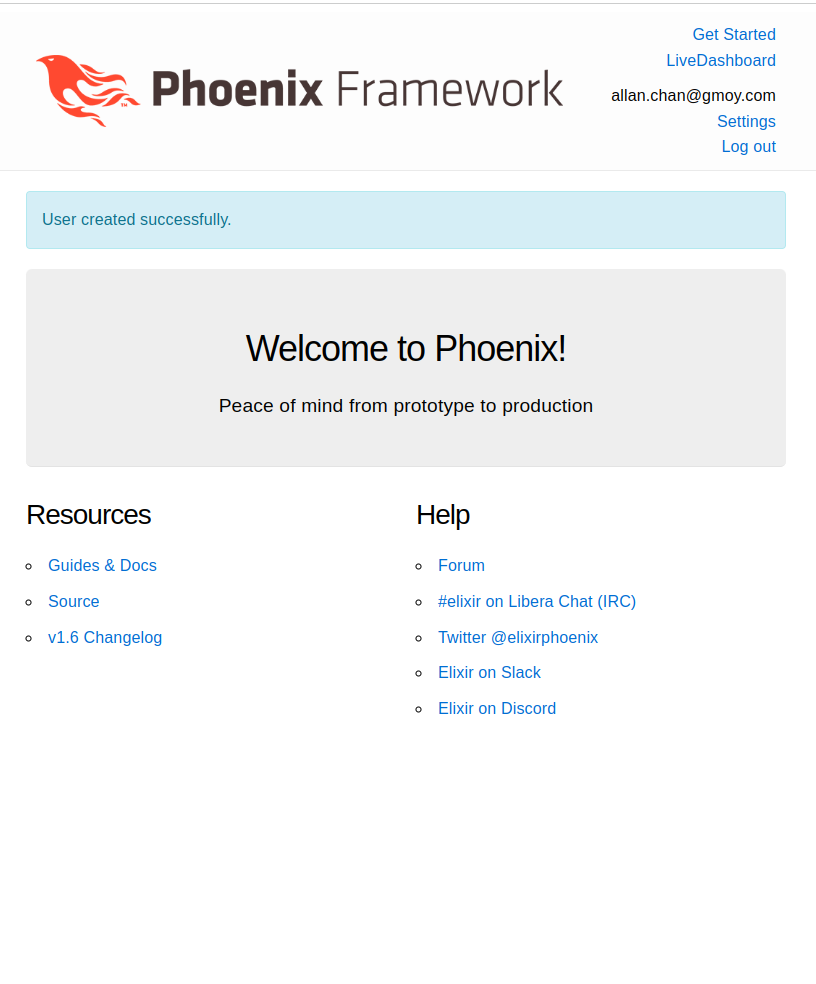 Get Started
LiveDashboard
Phoenix Framework
TM
allan.chan@gmoy.com
Settings
Log out
User created successfully.
Welcome to Phoenix!
Peace of mind from prototype to production
Resources
Guides & Docs
Source
v1.6 Changelog
Help
Forum
#elixir on Libera Chat (IRC)
Twitter @elixirphoenix
Elixir on Slack
Elixir on Discord